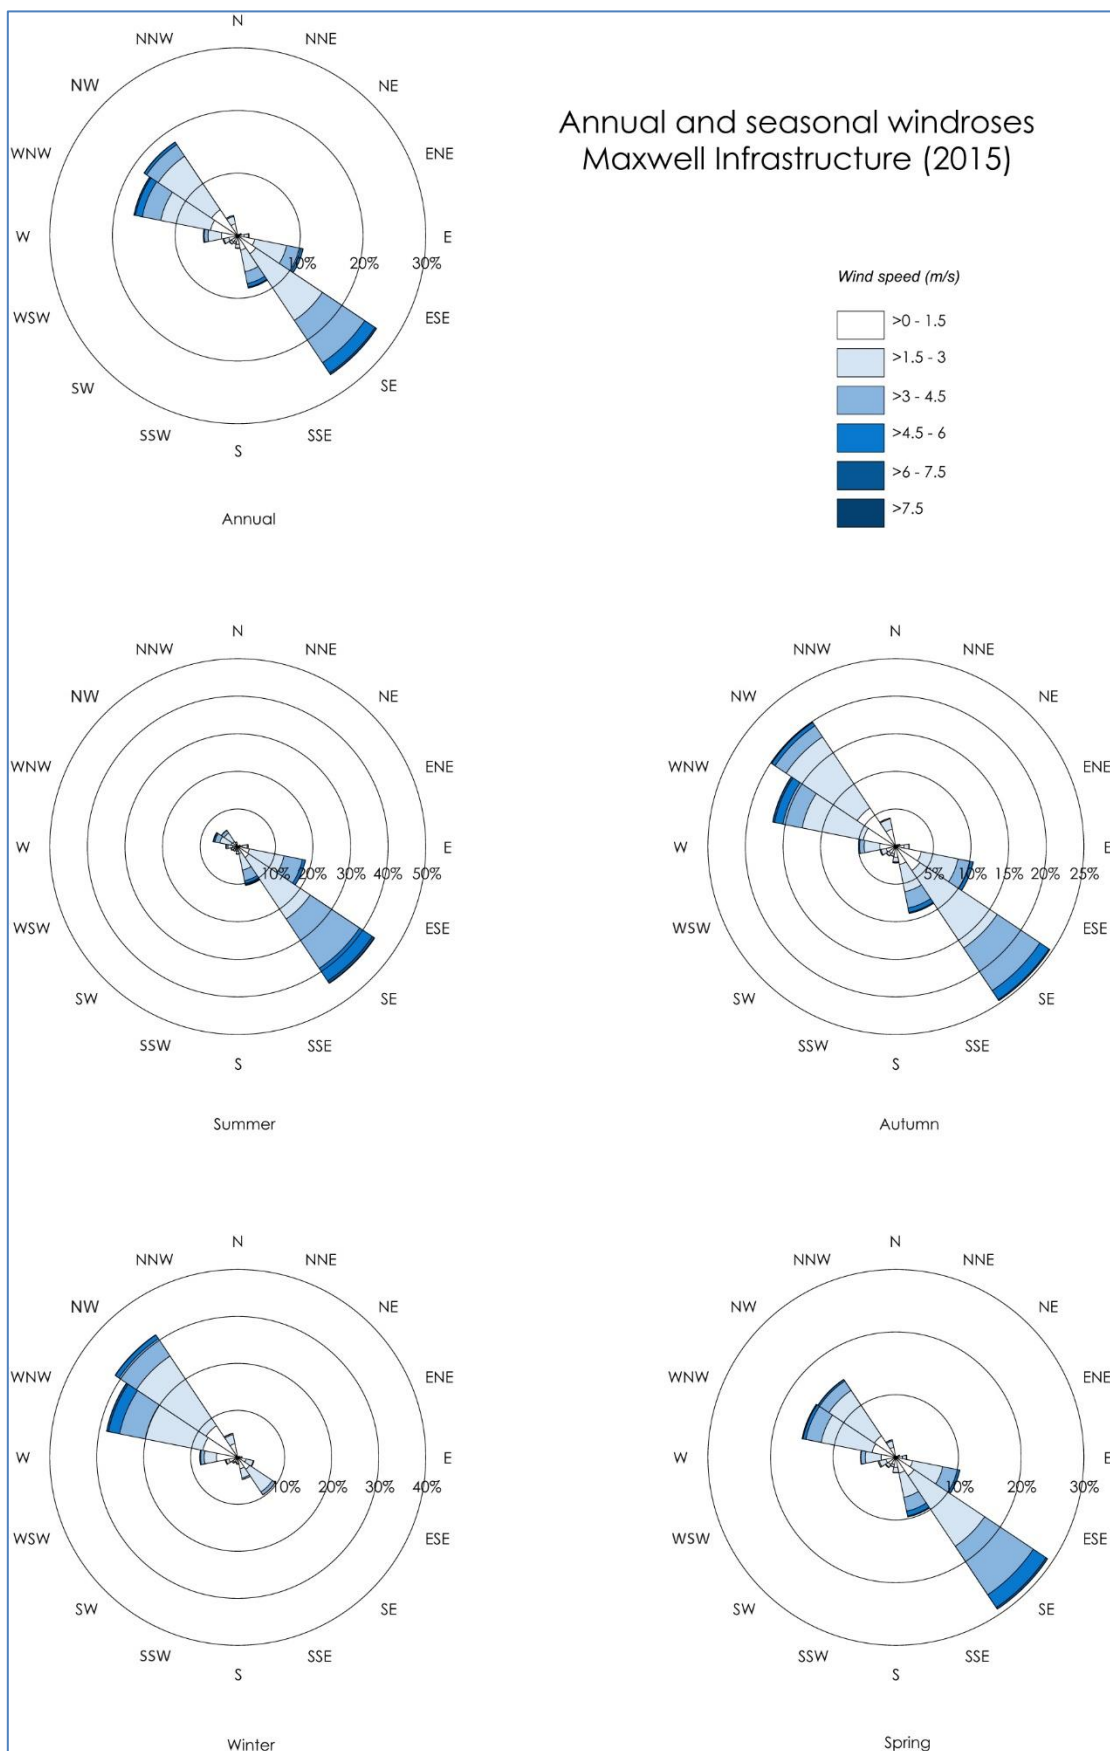 Annual and seasonal windroses
Maxwell Infrastructure (2015)
N
NNW NNE
NW NE
WNW ENE
W E
10% 20% 30%
WSW ESE
SW SE
SSW SSE
S
Annual
Wind speed (m/s)
>0 - 1.5
>1.5 - 3
>3 - 4.5
>4.5 - 6
>6 - 7.5
>7.5
N
NNW NNE
NW NE
WNW ENE
W E
10% 20% 30% 40% 50%
WSW ESE
SW SE
SSW SSE
S
Summer
N
NNW NNE
NW NE
WNW ENE
W E
5% 10% 15% 20% 25%
WSW ESE
SW SE
SSW SSE
S
Autumn
N
NNW NNE
NW NE
WNW ENE
W E
10% 20% 30% 40%
WSW ESE
SW SE
SSW SSE
S
Winter
N
NNW NNE
NW NE
WNW ENE
W E
10% 20% 30%
WSW ESE
SW SE
SSW SSE
S
Spring